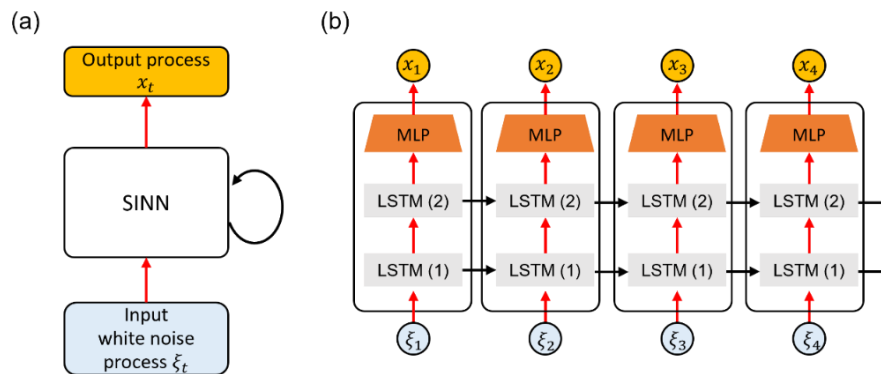 (a)
Output process
x_t
SINN
Input
white noise
process ξ_t
(b)
x_1 x_2 x_3 x_4
MLP MLP MLP MLP
LSTM (2) LSTM (2) LSTM (2) LSTM (2)
LSTM (1) LSTM (1) LSTM (1) LSTM (1)
ξ_1 ξ_2 ξ_3 ξ_4